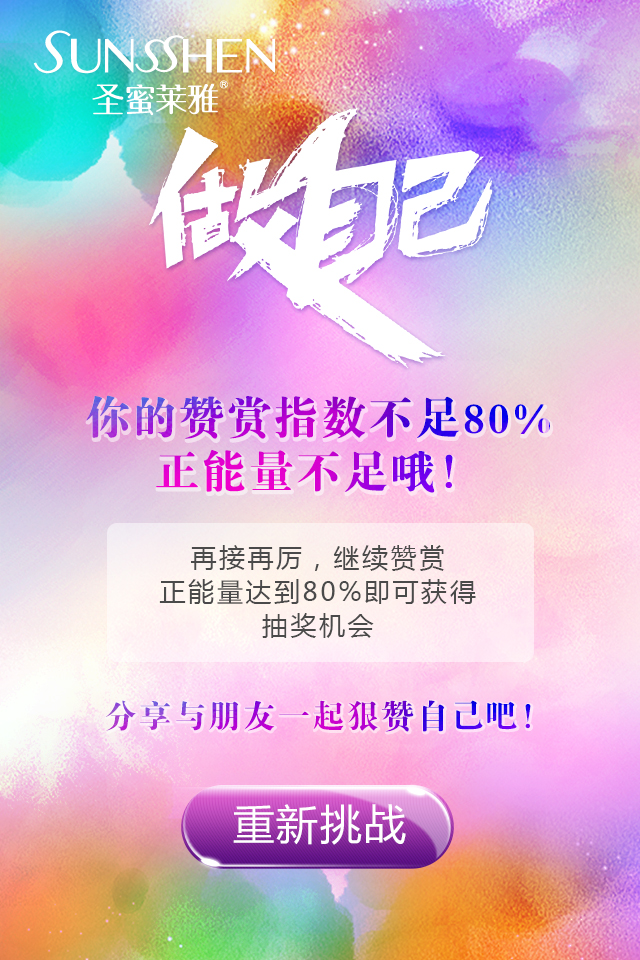 SUNSSHEN
圣蜜莱雅®
做自己
你的赞赏指数不足80%
正能量不足哦！
再接再厉，继续赞赏
正能量达到80%即可获得
抽奖机会
分享与朋友一起狠赞自己吧！
重新挑战